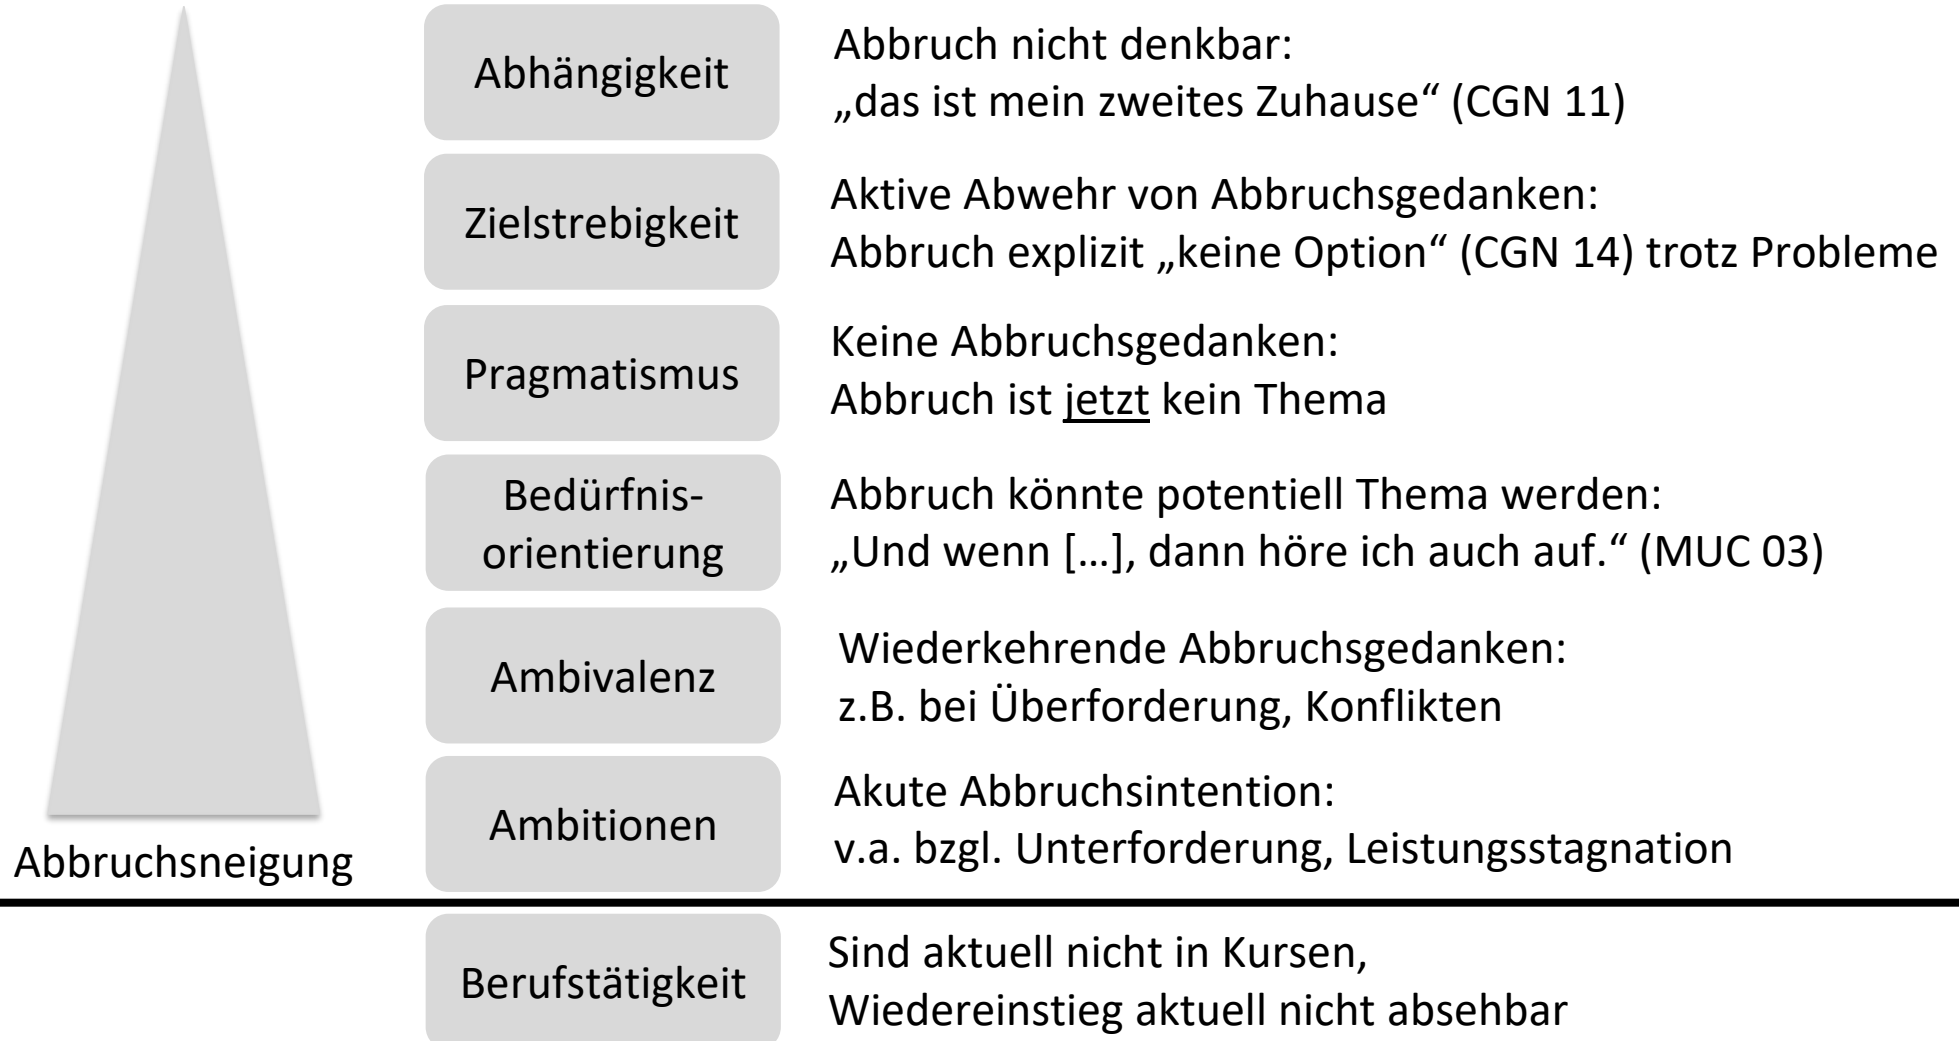 Abhängigkeit
Abbruch nicht denkbar:
„das ist mein zweites Zuhause“ (CGN 11)
Zielstrebigkeit
Aktive Abwehr von Abbruchsgedanken:
Abbruch explizit „keine Option“ (CGN 14) trotz Probleme
Pragmatismus
Keine Abbruchsgedanken:
Abbruch ist jetzt kein Thema
Bedürfnis-
orientierung
Abbruch könnte potentiell Thema werden:
„Und wenn […], dann höre ich auch auf.“ (MUC 03)
Ambivalenz
Wiederkehrende Abbruchsgedanken:
z.B. bei Überforderung, Konflikten
Ambitionen
Akute Abbruchsintention:
v.a. bzgl. Unterforderung, Leistungsstagnation
Abbruchsneigung
Berufstätigkeit
Sind aktuell nicht in Kursen,
Wiedereinstieg aktuell nicht absehbar